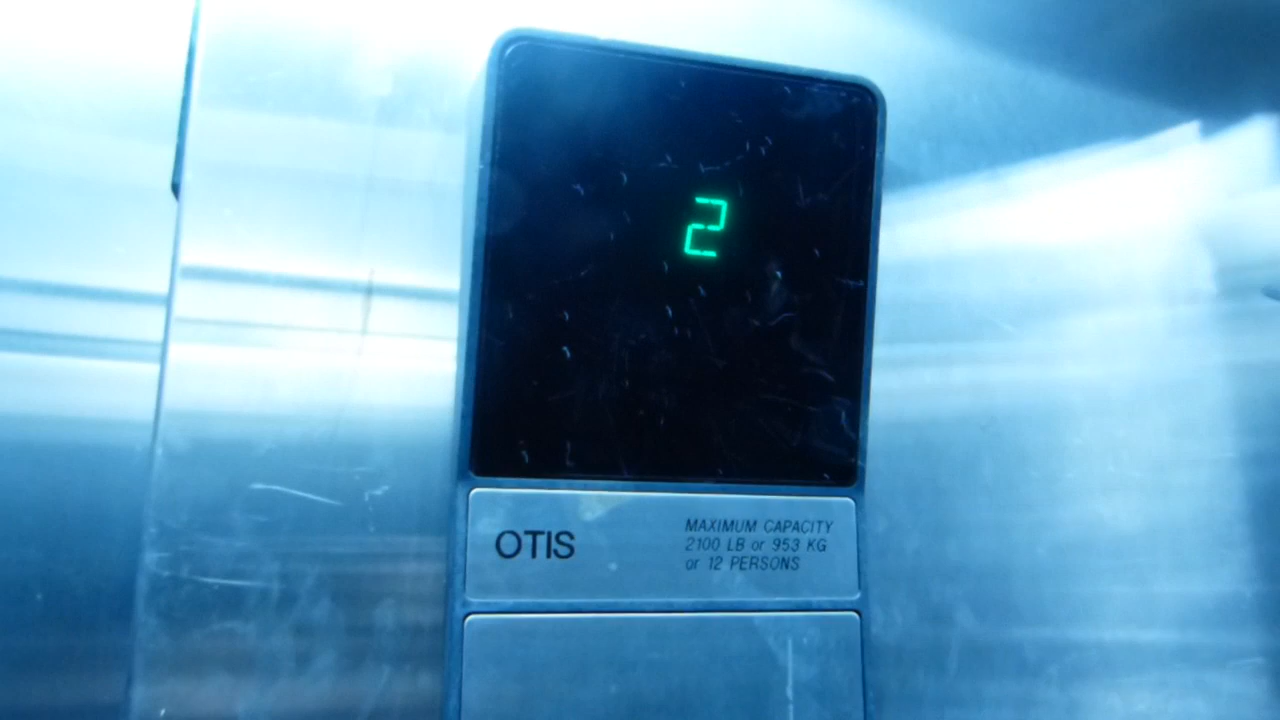 2
OTIS
MAXIMUM CAPACITY
2100 LB or 953 KG
or 12 PERSONS